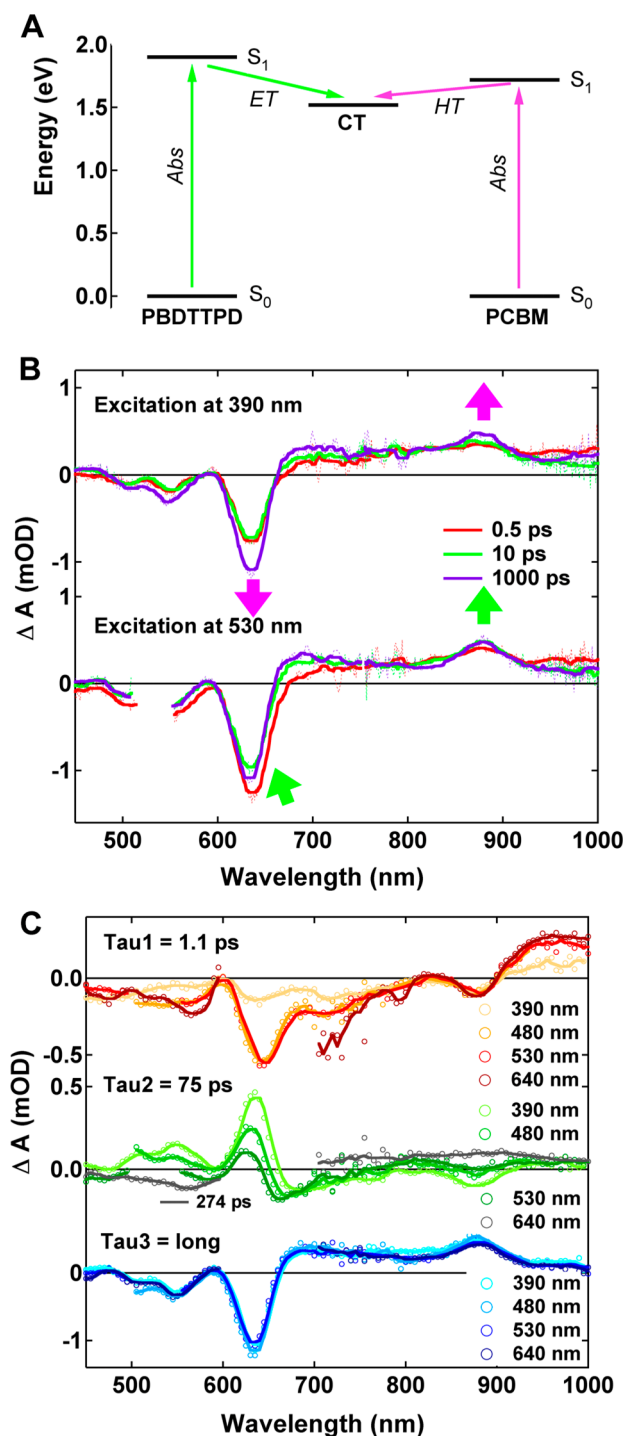 A
2.0
1.5
1.0
0.5
0.0
Energy (eV)
S1
S1
ET
HT
CT
Abs
Abs
S0
S0
PBDTTPD
PCBM
B
1
0
-1
1
0
-1
Δ A (mOD)
Excitation at 390 nm
0.5 ps
10 ps
1000 ps
Excitation at 530 nm
500 600 700 800 900 1000
Wavelength (nm)
C
Tau1 = 1.1 ps
0.0
-0.5
390 nm
480 nm
530 nm
640 nm
0.5
Tau2 = 75 ps
0.0
390 nm
480 nm
274 ps
530 nm
640 nm
Tau3 = long
0
-1
390 nm
480 nm
530 nm
640 nm
Δ A (mOD)
500 600 700 800 900 1000
Wavelength (nm)